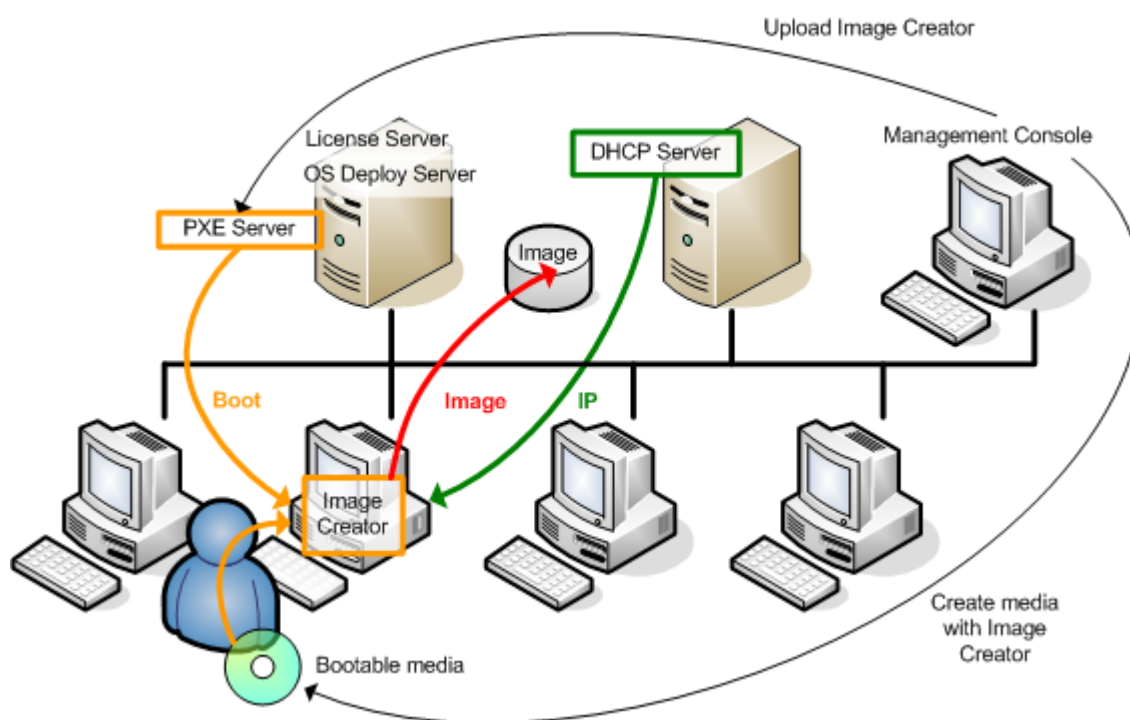 Upload Image Creator
License Server
OS Deploy Server
DHCP Server
Management Console
PXE Server
Image
Boot
Image
IP
Image
Creator
Create media
with Image
Creator
Bootable media